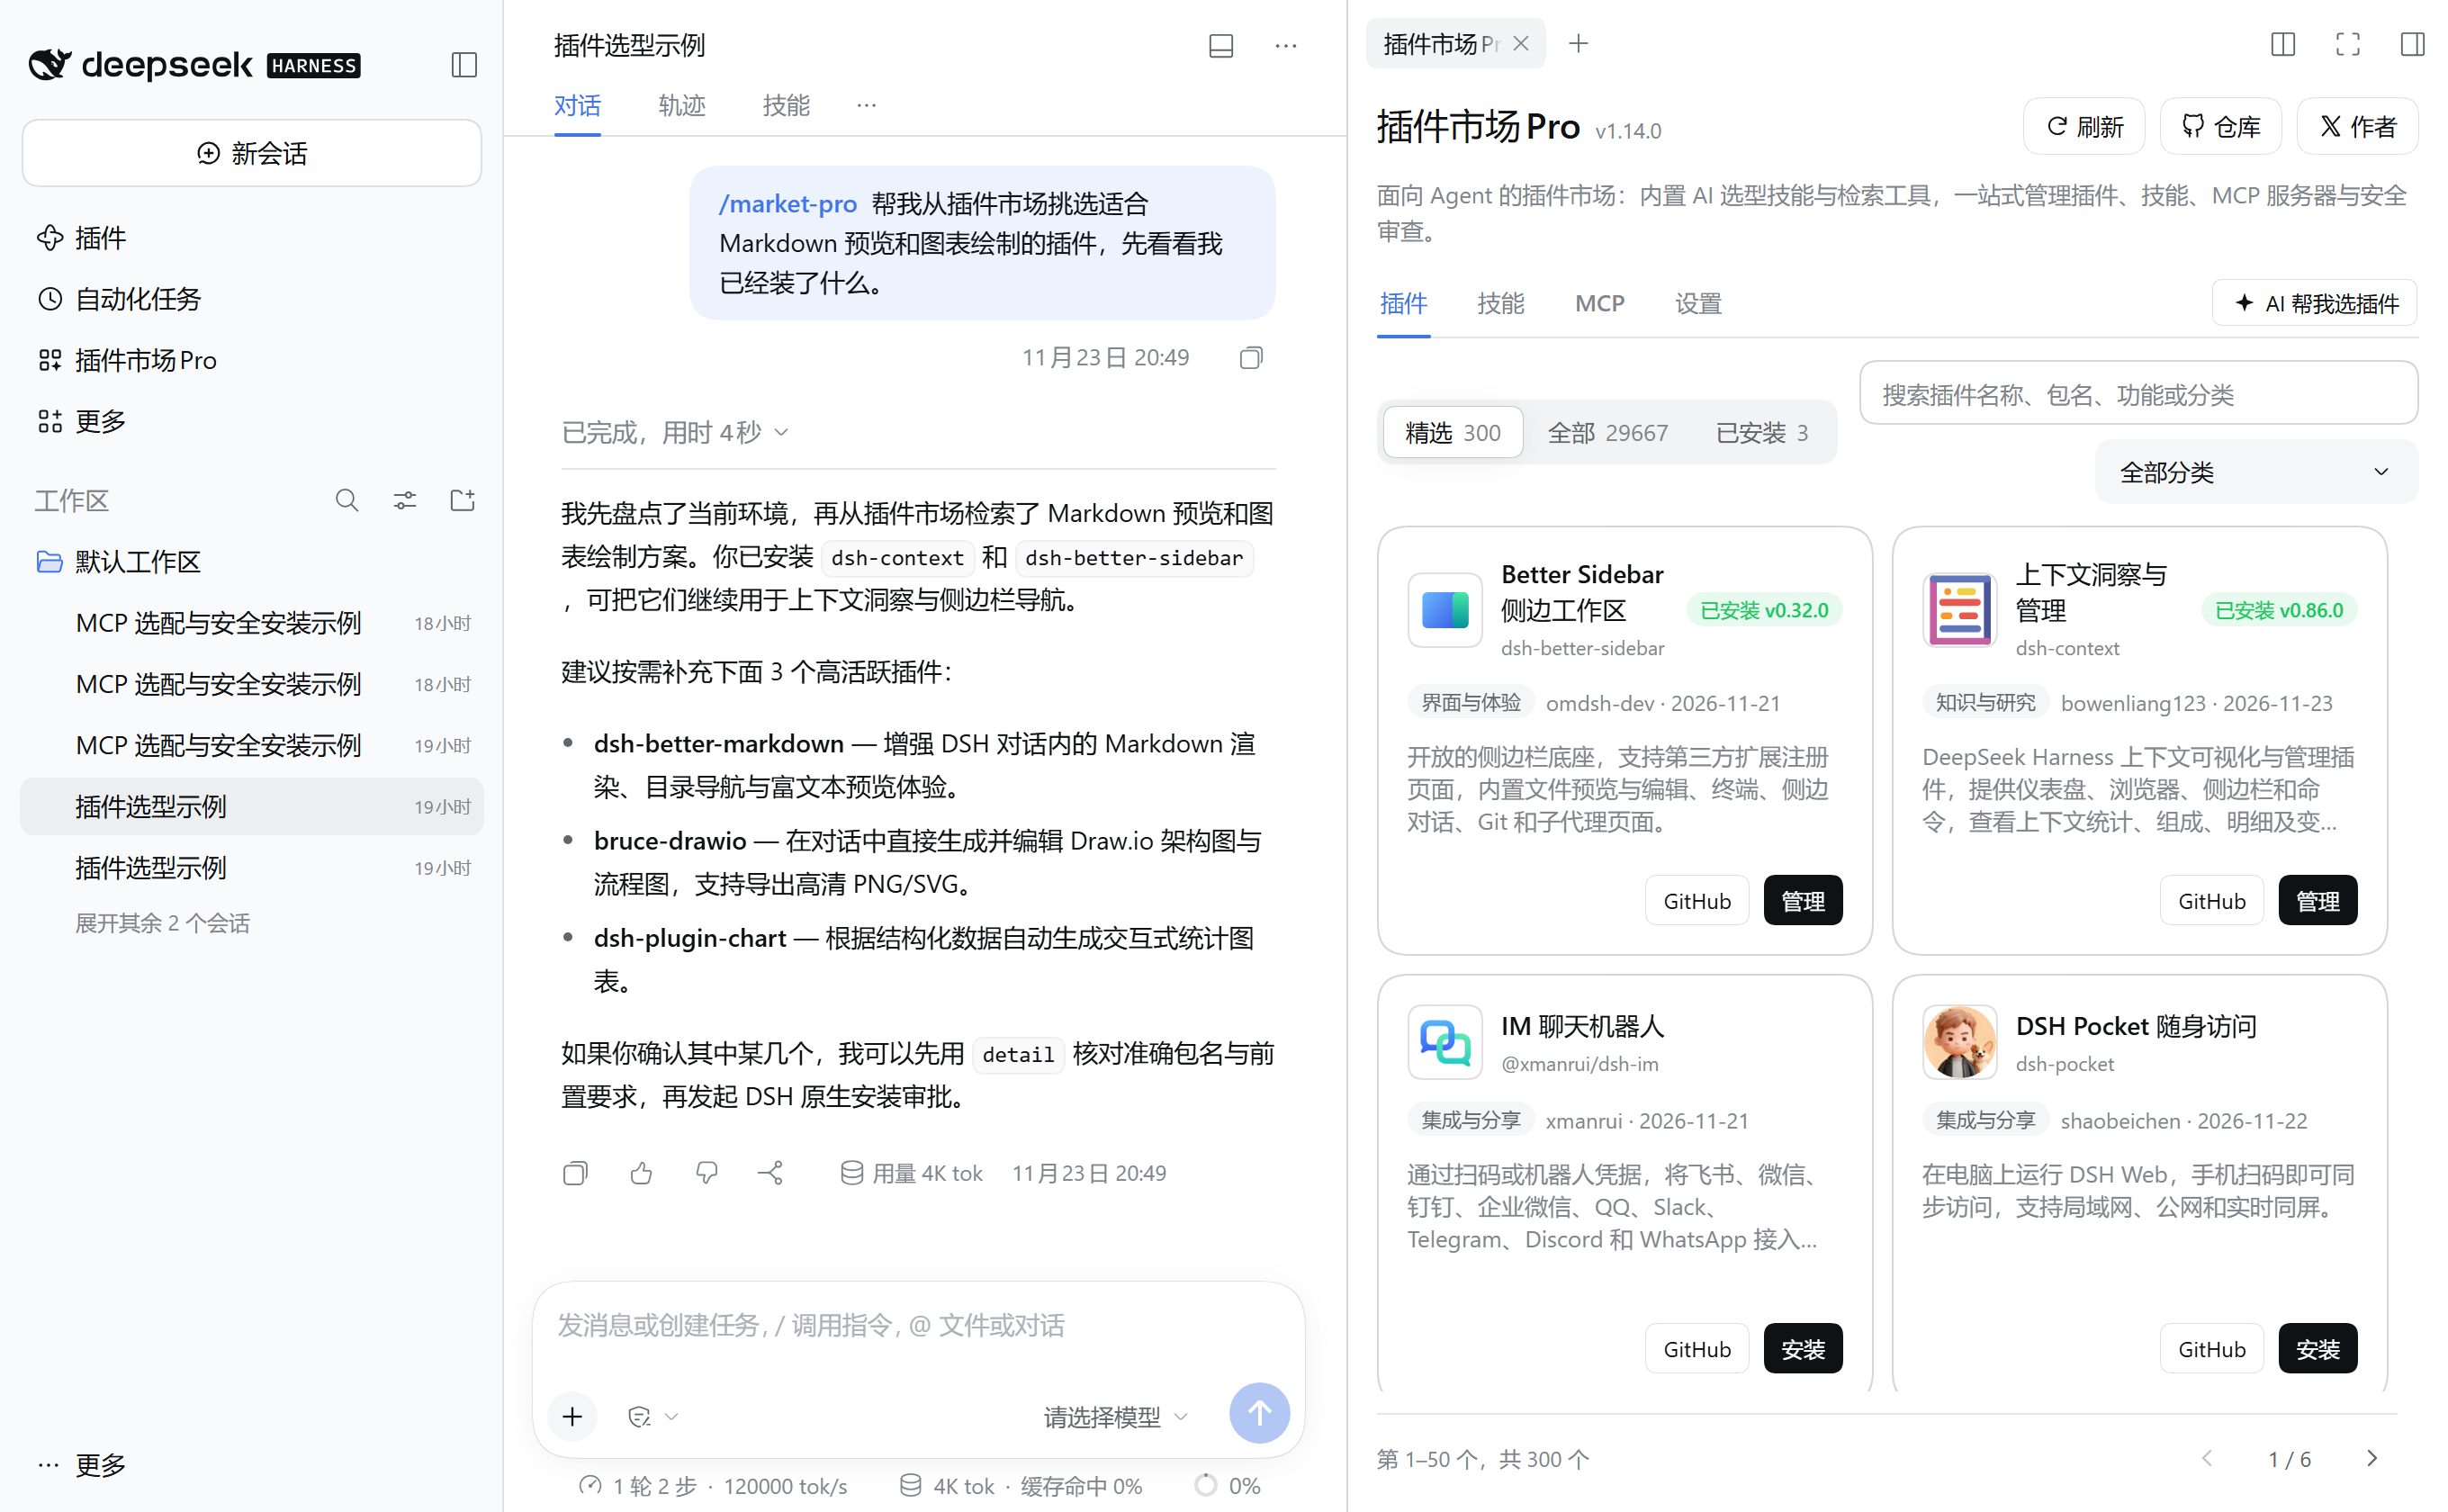 deepseek HARNESS
新会话
插件
自动化任务
插件市场Pro
更多
工作区
默认工作区
MCP 选配与安全安装示例 18小时
MCP 选配与安全安装示例 18小时
MCP 选配与安全安装示例 19小时
插件选型示例 19小时
插件选型示例 19小时
展开其余 2 个会话
更多
插件选型示例
对话 轨迹 技能
/market-pro 帮我从插件市场挑选适合
Markdown 预览和图表绘制的插件，先看看我
已经装了什么。
11月23日 20:49
已完成，用时 4秒
我先盘点了当前环境，再从插件市场检索了 Markdown 预览和图
表绘制方案。你已安装 dsh-context 和 dsh-better-sidebar
，可把它们继续用于上下文洞察与侧边栏导航。
建议按需补充下面 3 个高活跃插件：
• dsh-better-markdown — 增强 DSH 对话内的 Markdown 渲
染、目录导航与富文本预览体验。
• bruce-drawio — 在对话中直接生成并编辑 Draw.io 架构图与
流程图，支持导出高清 PNG/SVG。
• dsh-plugin-chart — 根据结构化数据自动生成交互式统计图
表。
如果你确认其中某几个，我可以先用 detail 核对准确包名与前
置要求，再发起 DSH 原生安装审批。
用量 4K tok 11月23日 20:49
发消息或创建任务, / 调用指令, @ 文件或对话
请选择模型
1 轮 2 步 · 120000 tok/s 4K tok · 缓存命中 0% 0%
插件市场Pr
插件市场Pro v1.14.0
刷新 仓库 作者
面向 Agent 的插件市场：内置 AI 选型技能与检索工具，一站式管理插件、技能、MCP 服务器与安全
审查。
插件 技能 MCP 设置
AI 帮我选插件
搜索插件名称、包名、功能或分类
精选 300 全部 29667 已安装 3
全部分类
Better Sidebar
侧边工作区
已安装 v0.32.0
dsh-better-sidebar
界面与体验 omdsh-dev · 2026-11-21
开放的侧边栏底座，支持第三方扩展注册
页面，内置文件预览与编辑、终端、侧边
对话、Git 和子代理页面。
GitHub 管理
上下文洞察与
管理
已安装 v0.86.0
dsh-context
知识与研究 bowenliang123 · 2026-11-23
DeepSeek Harness 上下文可视化与管理插
件，提供仪表盘、浏览器、侧边栏和命
令，查看上下文统计、组成、明细及变...
GitHub 管理
IM 聊天机器人
@xmanrui/dsh-im
集成与分享 xmanrui · 2026-11-21
通过扫码或机器人凭据，将飞书、微信、
钉钉、企业微信、QQ、Slack、
Telegram、Discord 和 WhatsApp 接入...
GitHub 安装
DSH Pocket 随身访问
dsh-pocket
集成与分享 shaobeichen · 2026-11-22
在电脑上运行 DSH Web，手机扫码即可同
步访问，支持局域网、公网和实时同屏。
GitHub 安装
第 1–50 个，共 300 个
1 / 6